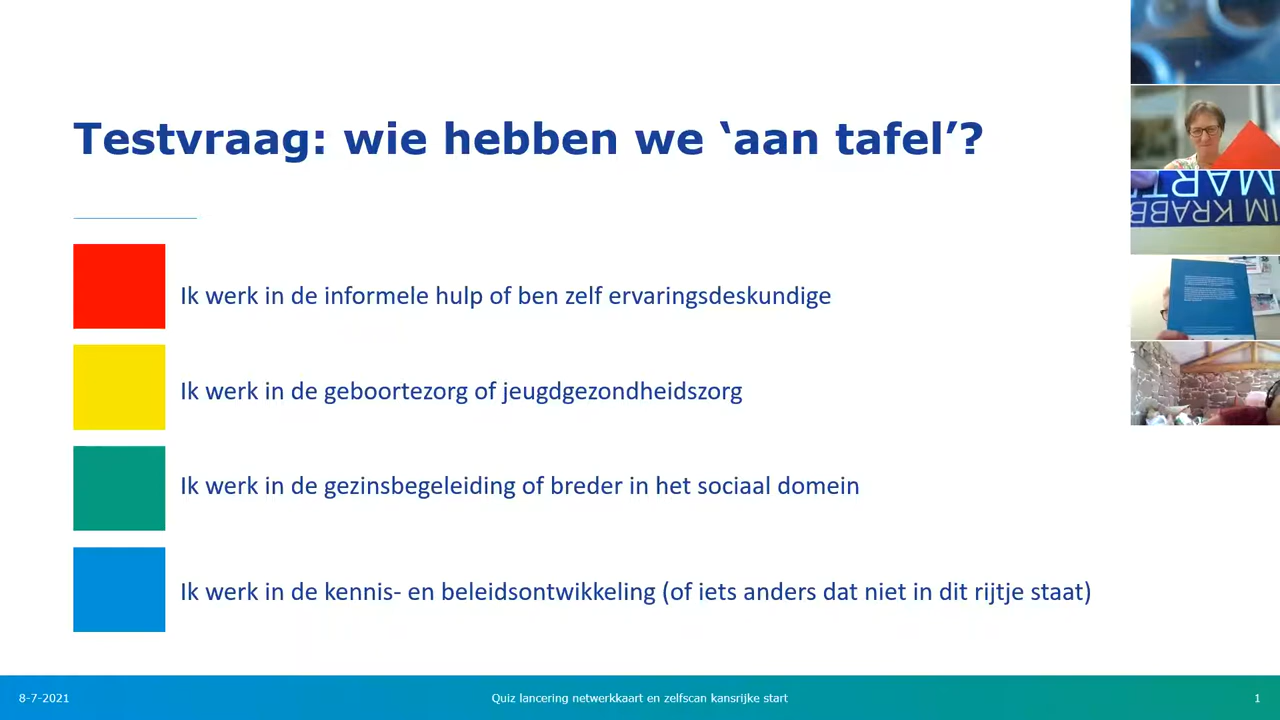 Testvraag: wie hebben we ‘aan tafel’?
Ik werk in de informele hulp of ben zelf ervaringsdeskundige
Ik werk in de geboortezorg of jeugdgezondheidszorg
Ik werk in de gezinsbegeleiding of breder in het sociaal domein
Ik werk in de kennis- en beleidsontwikkeling (of iets anders dat niet in dit rijtje staat)
8-7-2021
Quiz lancering netwerkkaart en zelfscan kansrijke start
1